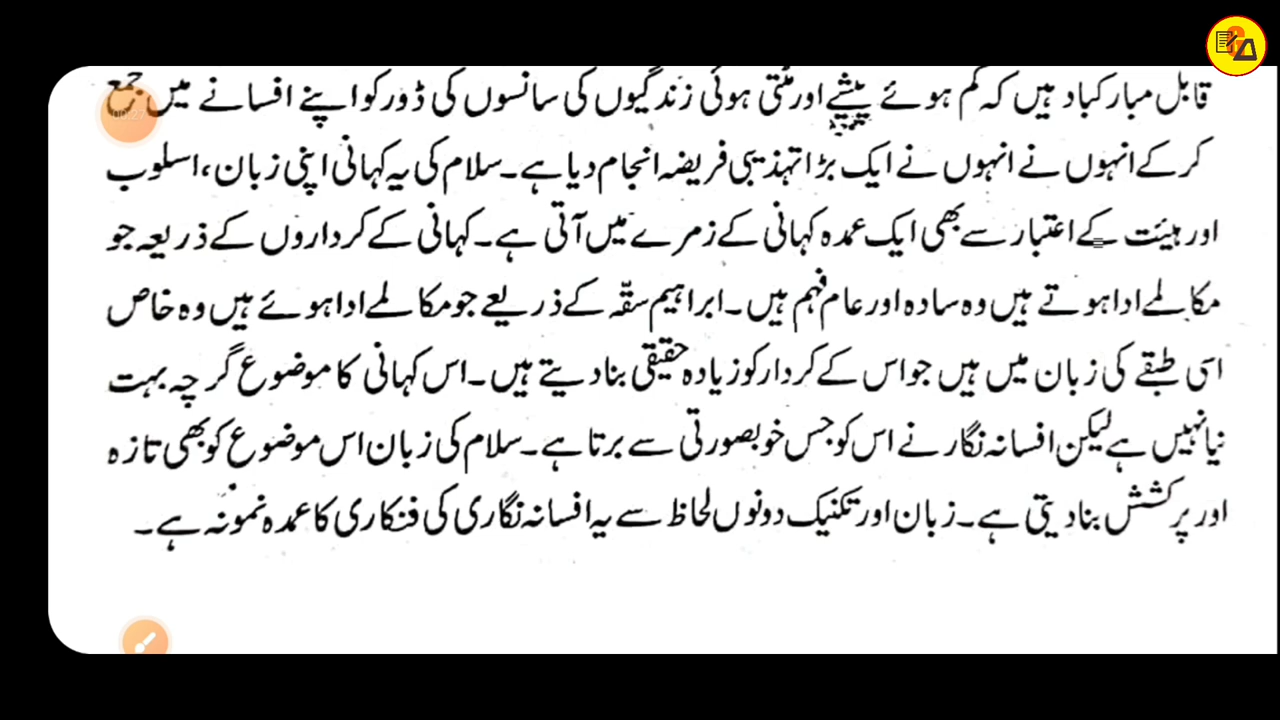 قابل مبارکباد ہیں کہ گم ہوئے پیشے اور مٹتی ہوئی زندگیوں کی سانسوں کی ڈور کو اپنے افسانے میں جمع
کر کے انہوں نے انہوں نے ایک بڑا تہذیبی فریضہ انجام دیا ہے۔ سلام کی یہ کہانی اپنی زبان، اسلوب
اور ہیئت کے اعتبار سے بھی ایک عمدہ کہانی کے زمرے میں آتی ہے۔ کہانی کے کرداروں کے ذریعہ جو
مکالمے ادا ہوتے ہیں وہ سادہ اور عام فہم ہیں۔ ابراہیم سقّہ کے ذریعے جو مکالمے ادا ہوئے ہیں وہ خاص
اسی طبقے کی زبان میں ہیں جو اس کے کردار کو زیادہ حقیقی بنا دیتے ہیں۔ اس کہانی کا موضوع گرچہ بہت
نیا نہیں ہے لیکن افسانہ نگار نے اس کو جس خوبصورتی سے برتا ہے۔ سلام کی زبان اس موضوع کو بھی تازہ
اور پرکشش بنا دیتی ہے۔ زبان اور تکنیک دونوں لحاظ سے یہ افسانہ نگاری کی فنکاری کا عمدہ نمونہ ہے۔